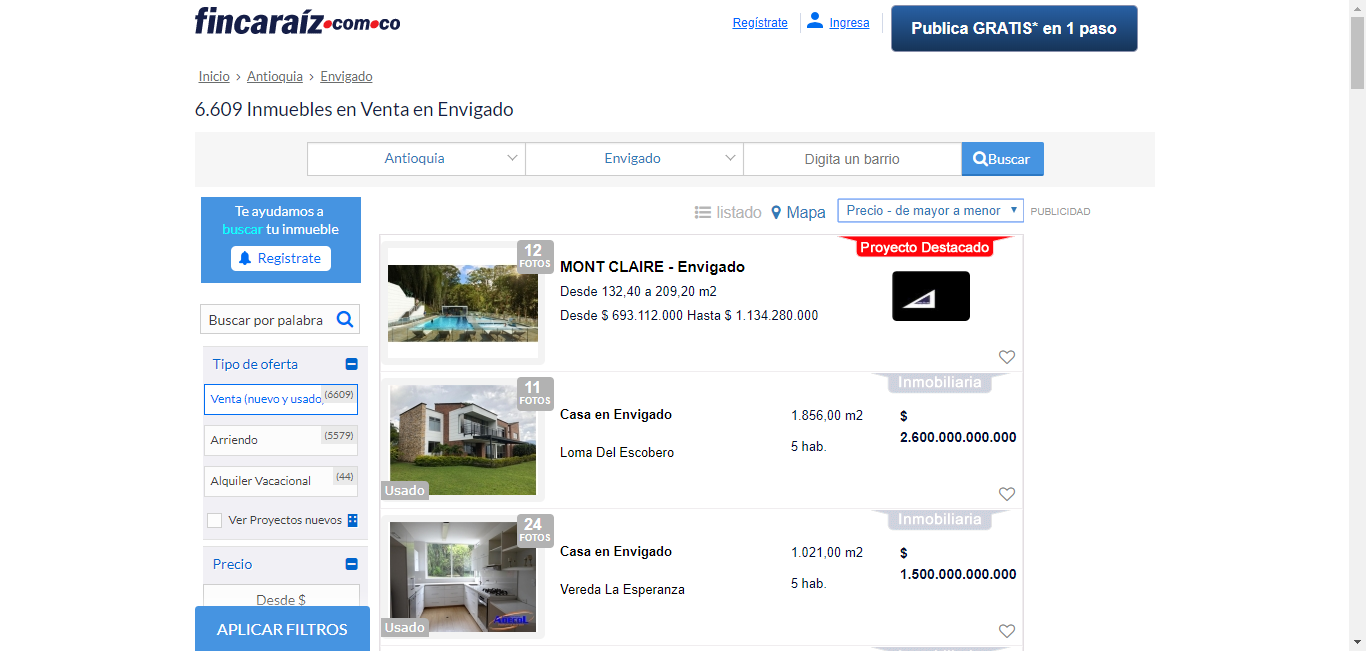 fincaraíz.com.co
Regístrate
Ingresa
Publica GRATIS* en 1 paso
Inicio › Antioquia › Envigado
6.609 Inmuebles en Venta en Envigado
Antioquia
Envigado
Digita un barrio
Buscar
Te ayudamos a
buscar tu inmueble
Registrate
listado
Mapa
Precio - de mayor a menor
PUBLICIDAD
Buscar por palabra
Tipo de oferta
Venta (nuevo y usado) (6609)
Arriendo (5579)
Alquiler Vacacional (44)
Ver Proyectos nuevos
Precio
Desde $
APLICAR FILTROS
12
FOTOS
MONT CLAIRE - Envigado
Desde 132,40 a 209,20 m2
Desde $ 693.112.000 Hasta $ 1.134.280.000
Proyecto Destacado
11
FOTOS
Usado
Casa en Envigado
Loma Del Escobero
1.856,00 m2
5 hab.
Inmobiliaria
$
2.600.000.000.000
24
FOTOS
Usado
Casa en Envigado
Vereda La Esperanza
1.021,00 m2
5 hab.
Inmobiliaria
$
1.500.000.000.000